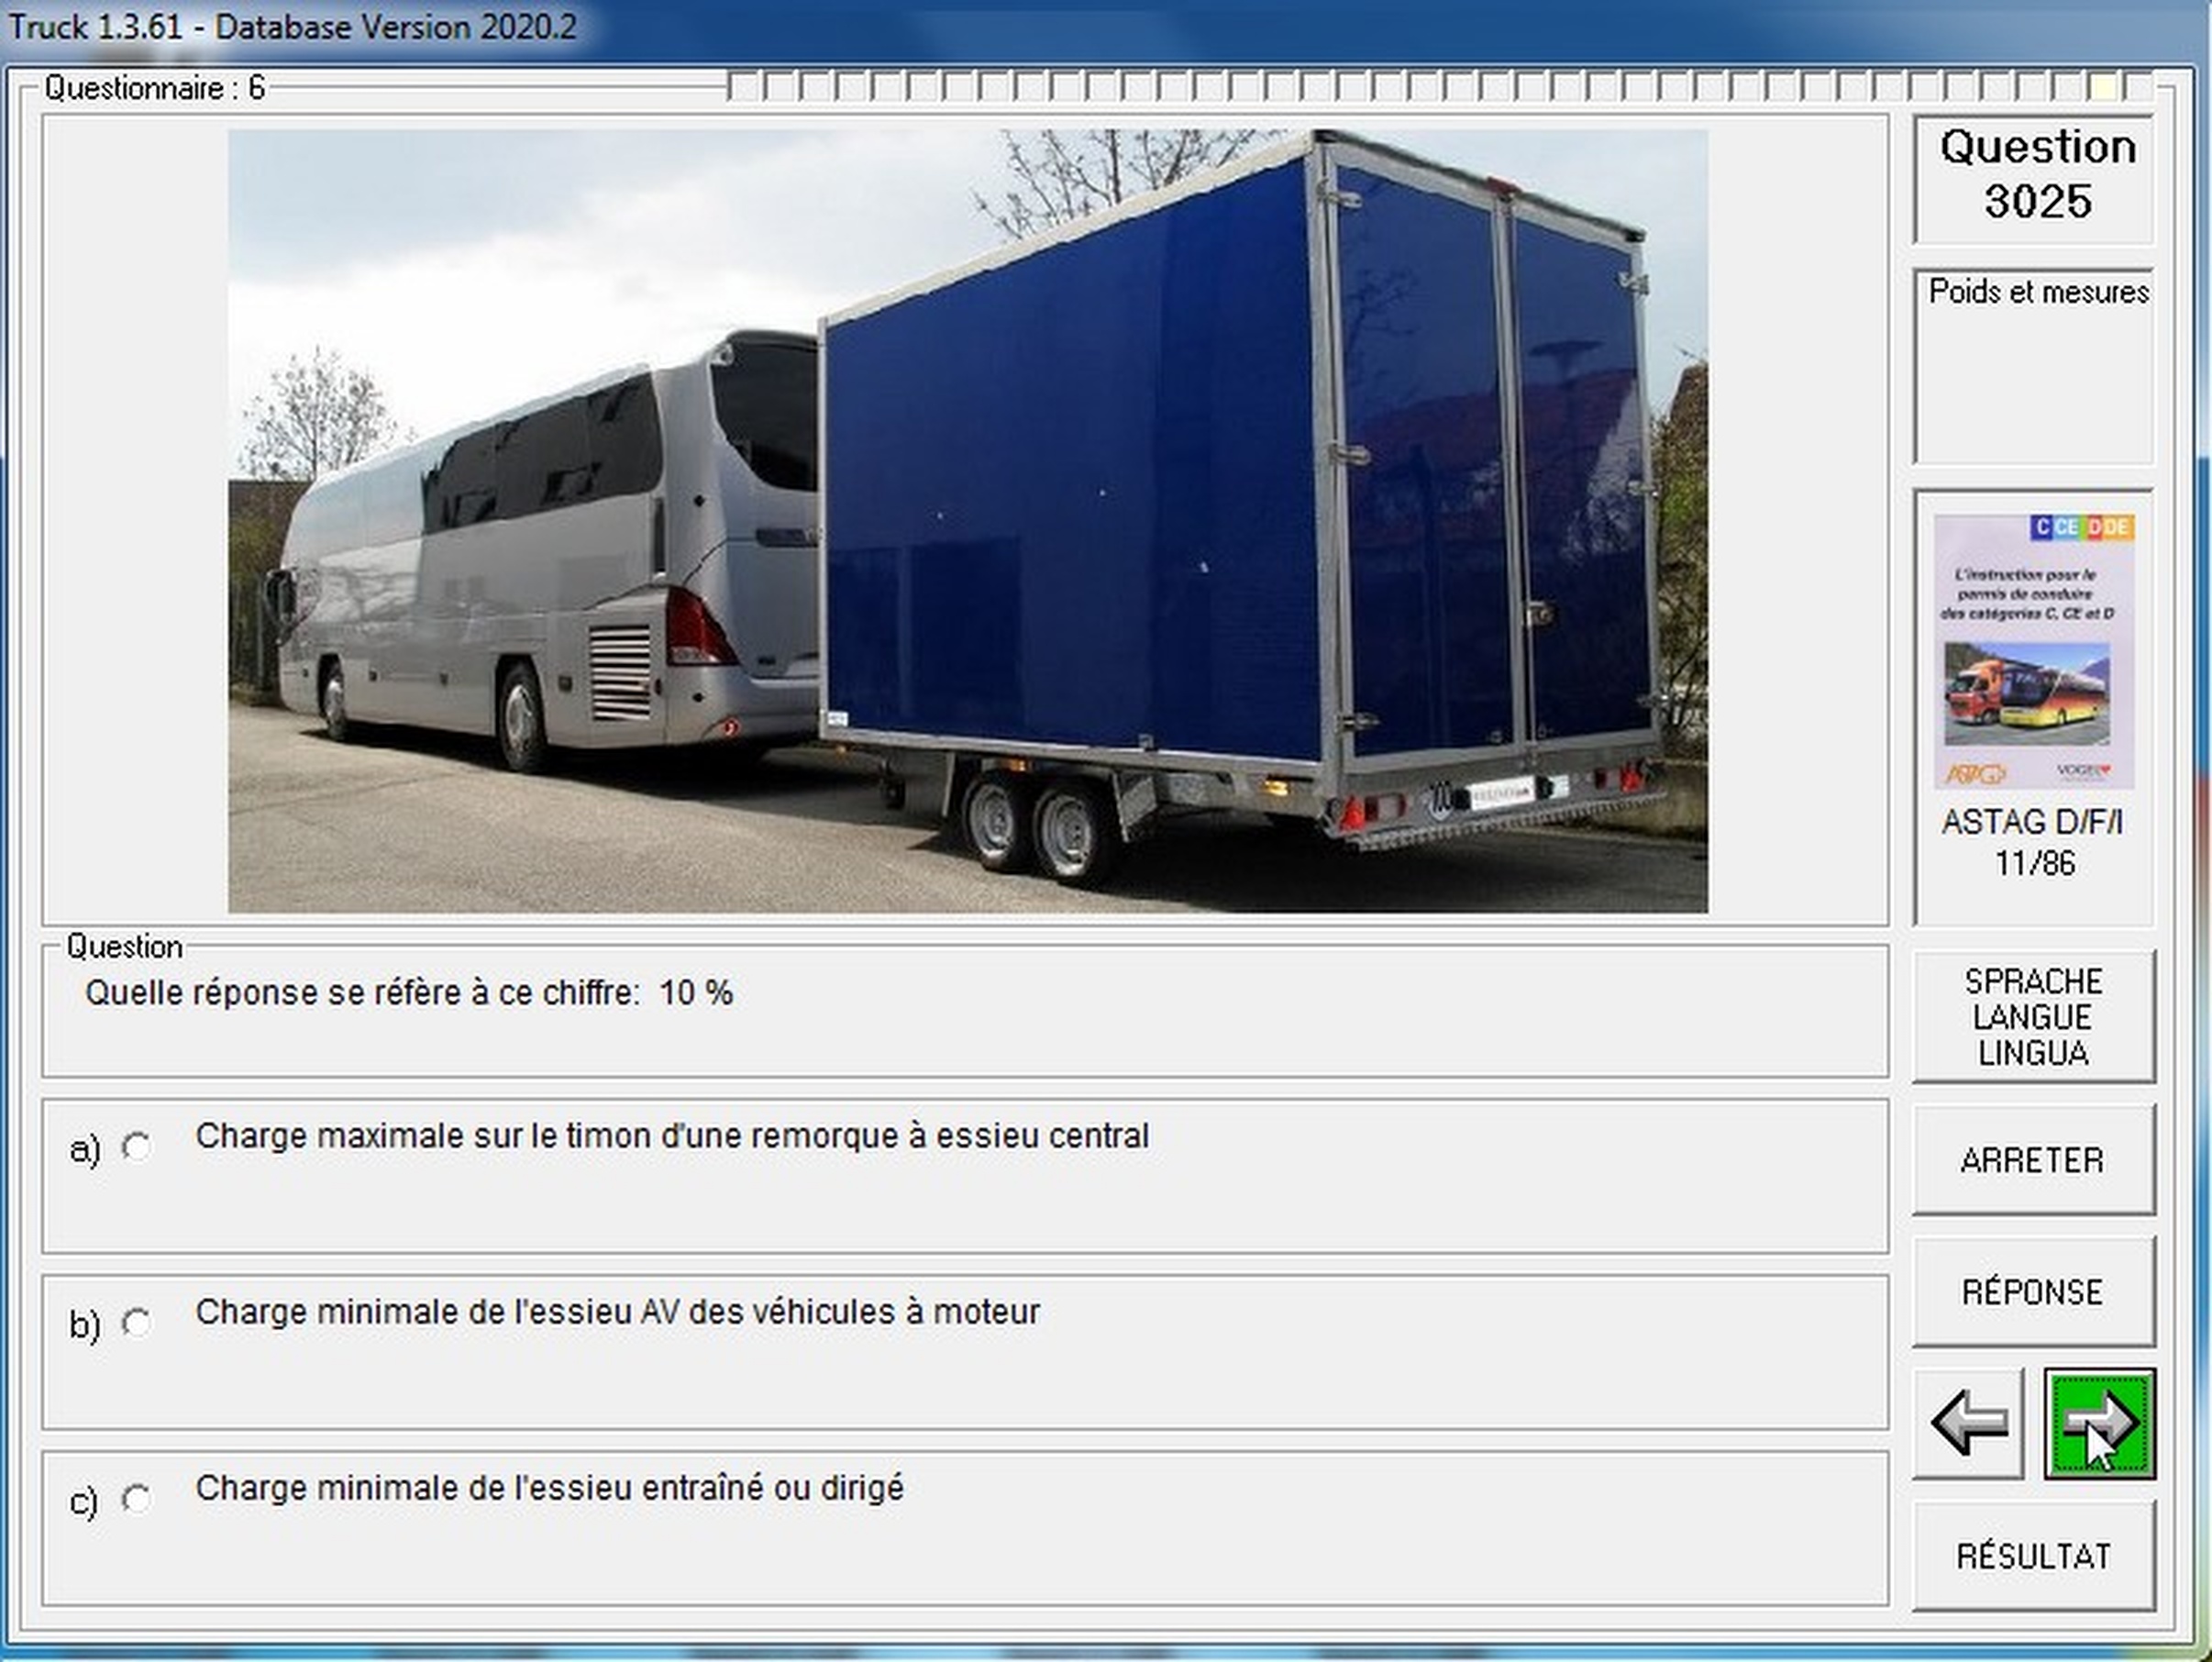 Truck 1.3.61 - Database Version 2020.2
Questionnaire : 6
Question
3025
Poids et mesures
C CE D DE
L'instruction pour le
permis de conduire
des catégories C, CE et D
ASTAG
VOGEL
ASTAG D/F/I
11/86
100
Question
Quelle réponse se réfère à ce chiffre:  10 %
a) Charge maximale sur le timon d'une remorque à essieu central
b) Charge minimale de l'essieu AV des véhicules à moteur
c) Charge minimale de l'essieu entraîné ou dirigé
SPRACHE
LANGUE
LINGUA
ARRETER
RÉPONSE
RÉSULTAT